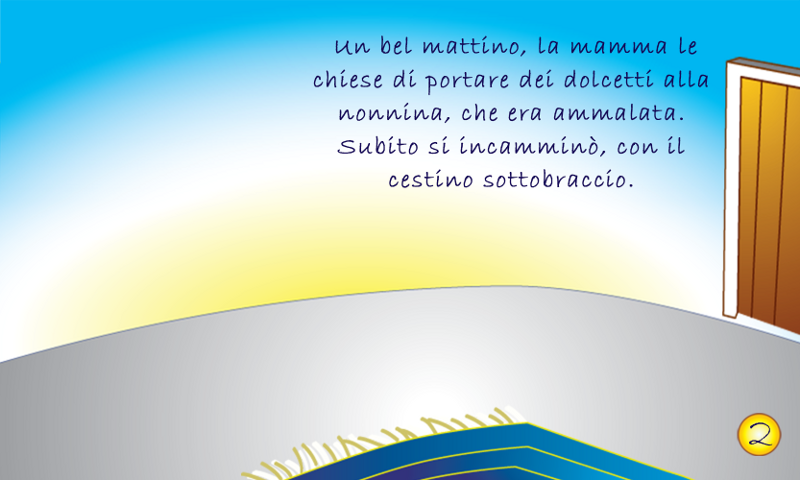 Un bel mattino, la mamma le
chiese di portare dei dolcetti alla
nonnina, che era ammalata.
Subito si incamminò, con il
cestino sottobraccio.
2